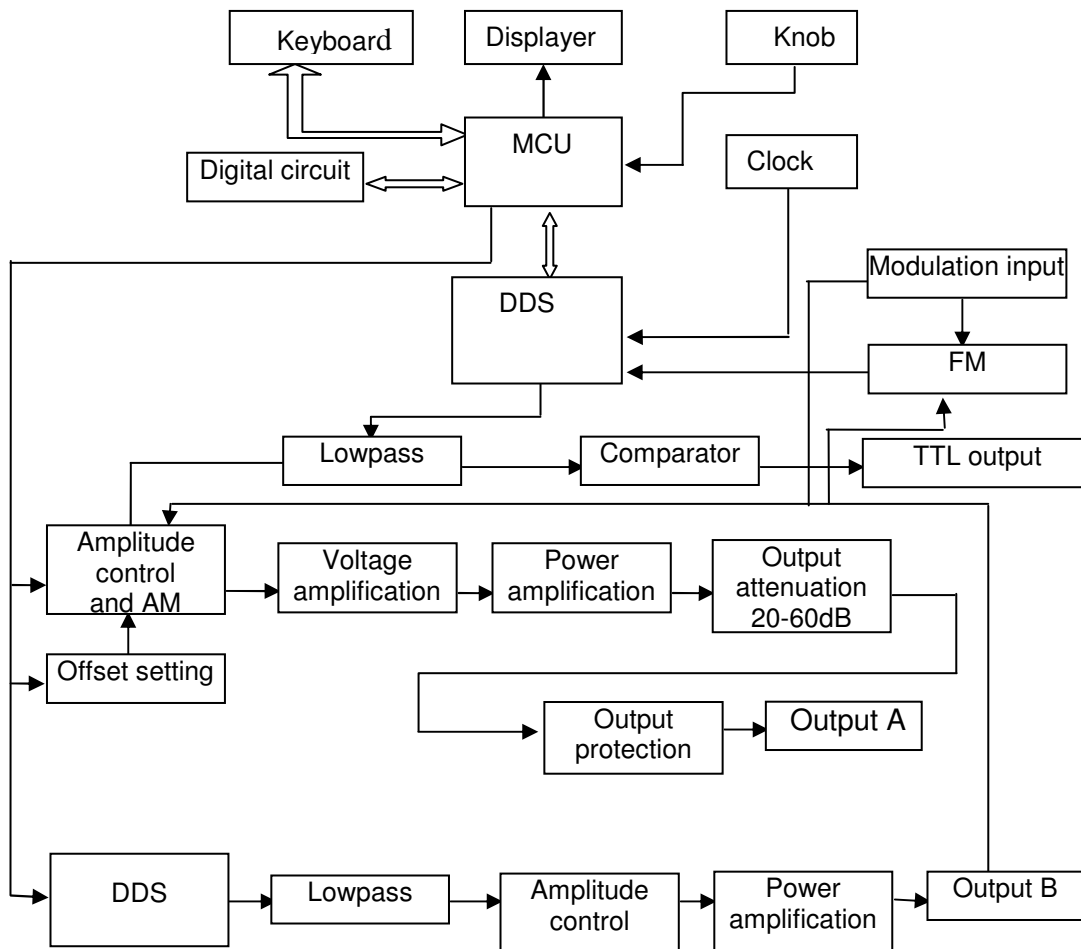 Keyboard
Displayer
Knob
MCU
Clock
Digital circuit
Modulation input
DDS
FM
Lowpass
Comparator
TTL output
Amplitude
control
and AM
Voltage
amplification
Power
amplification
Output
attenuation
20-60dB
Offset setting
Output
protection
Output A
DDS
Lowpass
Amplitude
control
Power
amplification
Output B